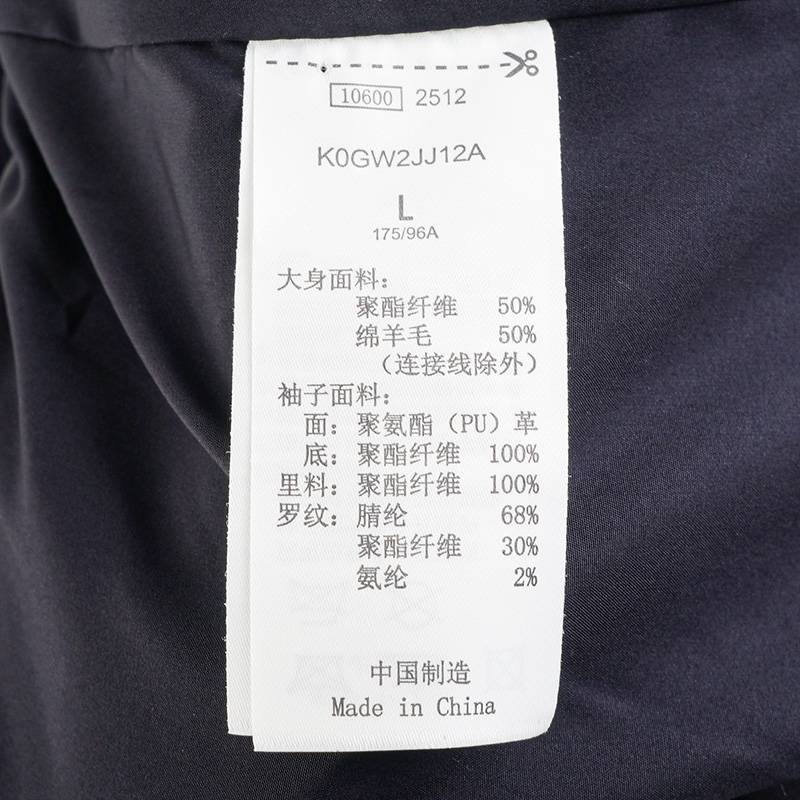 10600 2512
K0GW2JJ12A
L
175/96A
大身面料：
聚酯纤维 50%
绵羊毛 50%
（连接线除外）
袖子面料：
面：聚氨酯（PU）革
底：聚酯纤维 100%
里料：聚酯纤维 100%
罗纹：腈纶 68%
聚酯纤维 30%
氨纶 2%
中国制造
Made in China